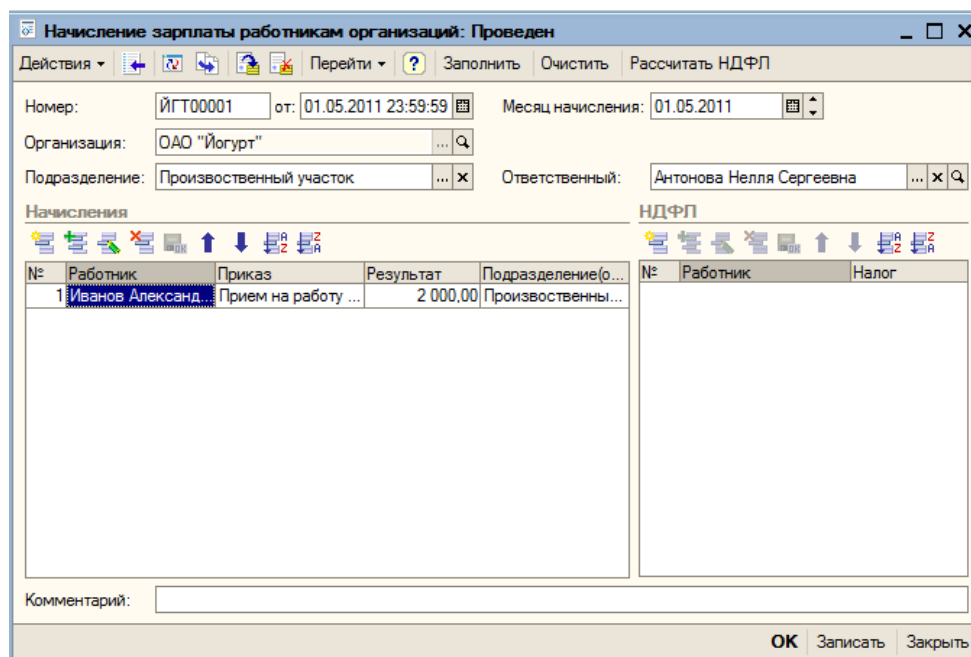 Начисление зарплаты работникам организаций: Проведен
Действия Перейти ? Заполнить Очистить Рассчитать НДФЛ
Номер: ЙГТ00001 от: 01.05.2011 23:59:59 Месяц начисления: 01.05.2011
Организация: ОАО "Йогурт" ...
Подразделение: Произвоственный участок ... x Ответственный: Антонова Нелля Сергеевна ... x
Начисления НДФЛ
№ Работник Приказ Результат Подразделение(о... № Работник Налог
1 Иванов Александ... Прием на работу ... 2 000,00 Произвоственны...
Комментарий:
OK Записать Закрыть